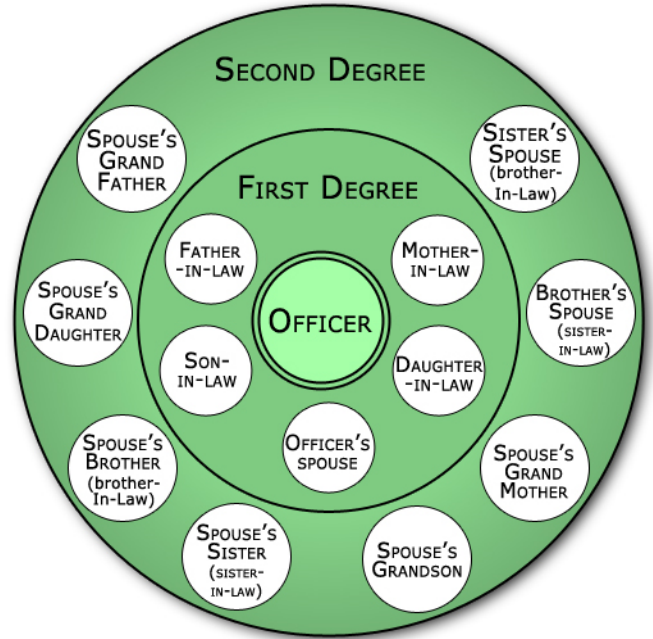 Second Degree
Spouse's
Grand
Father
Sister's
Spouse
(brother-
In-Law)
First Degree
Father
-in-law
Mother-
in-law
Spouse's
Grand
Daughter
Officer
Brother's
Spouse
(sister-
in-law)
Son-
in-law
Daughter
-in-law
Officer's
spouse
Spouse's
Brother
(brother-
In-Law)
Spouse's
Grand
Mother
Spouse's
Sister
(sister-
in-law)
Spouse's
Grandson